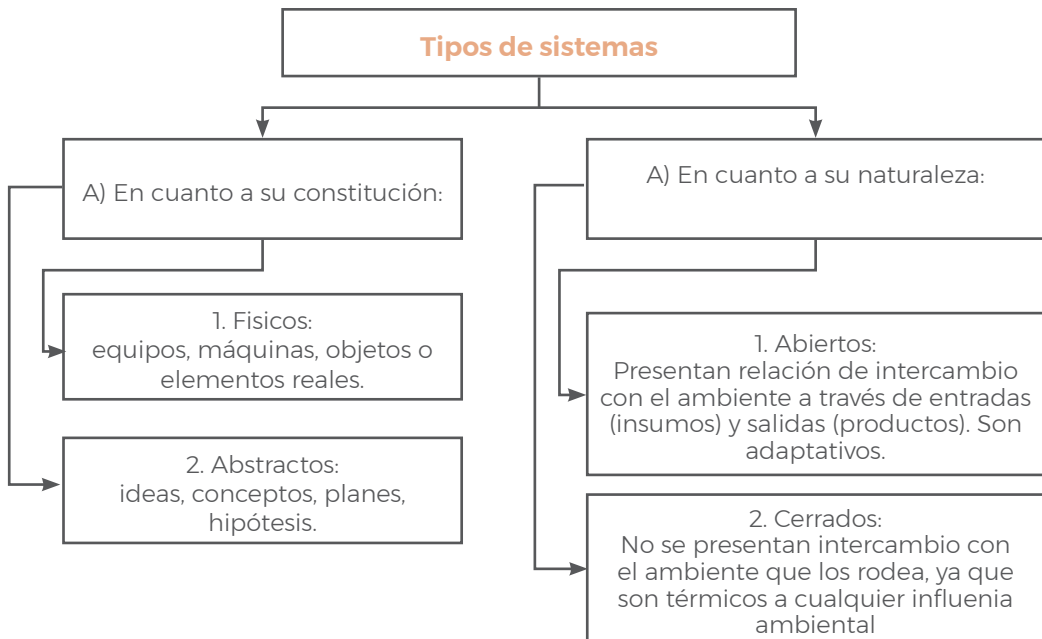 Tipos de sistemas
A) En cuanto a su constitución:
1. Fisicos:
equipos, máquinas, objetos o
elementos reales.
2. Abstractos:
ideas, conceptos, planes,
hipótesis.
A) En cuanto a su naturaleza:
1. Abiertos:
Presentan relación de intercambio
con el ambiente a través de entradas
(insumos) y salidas (productos). Son
adaptativos.
2. Cerrados:
No se presentan intercambio con
el ambiente que los rodea, ya que
son térmicos a cualquier influenia
ambiental